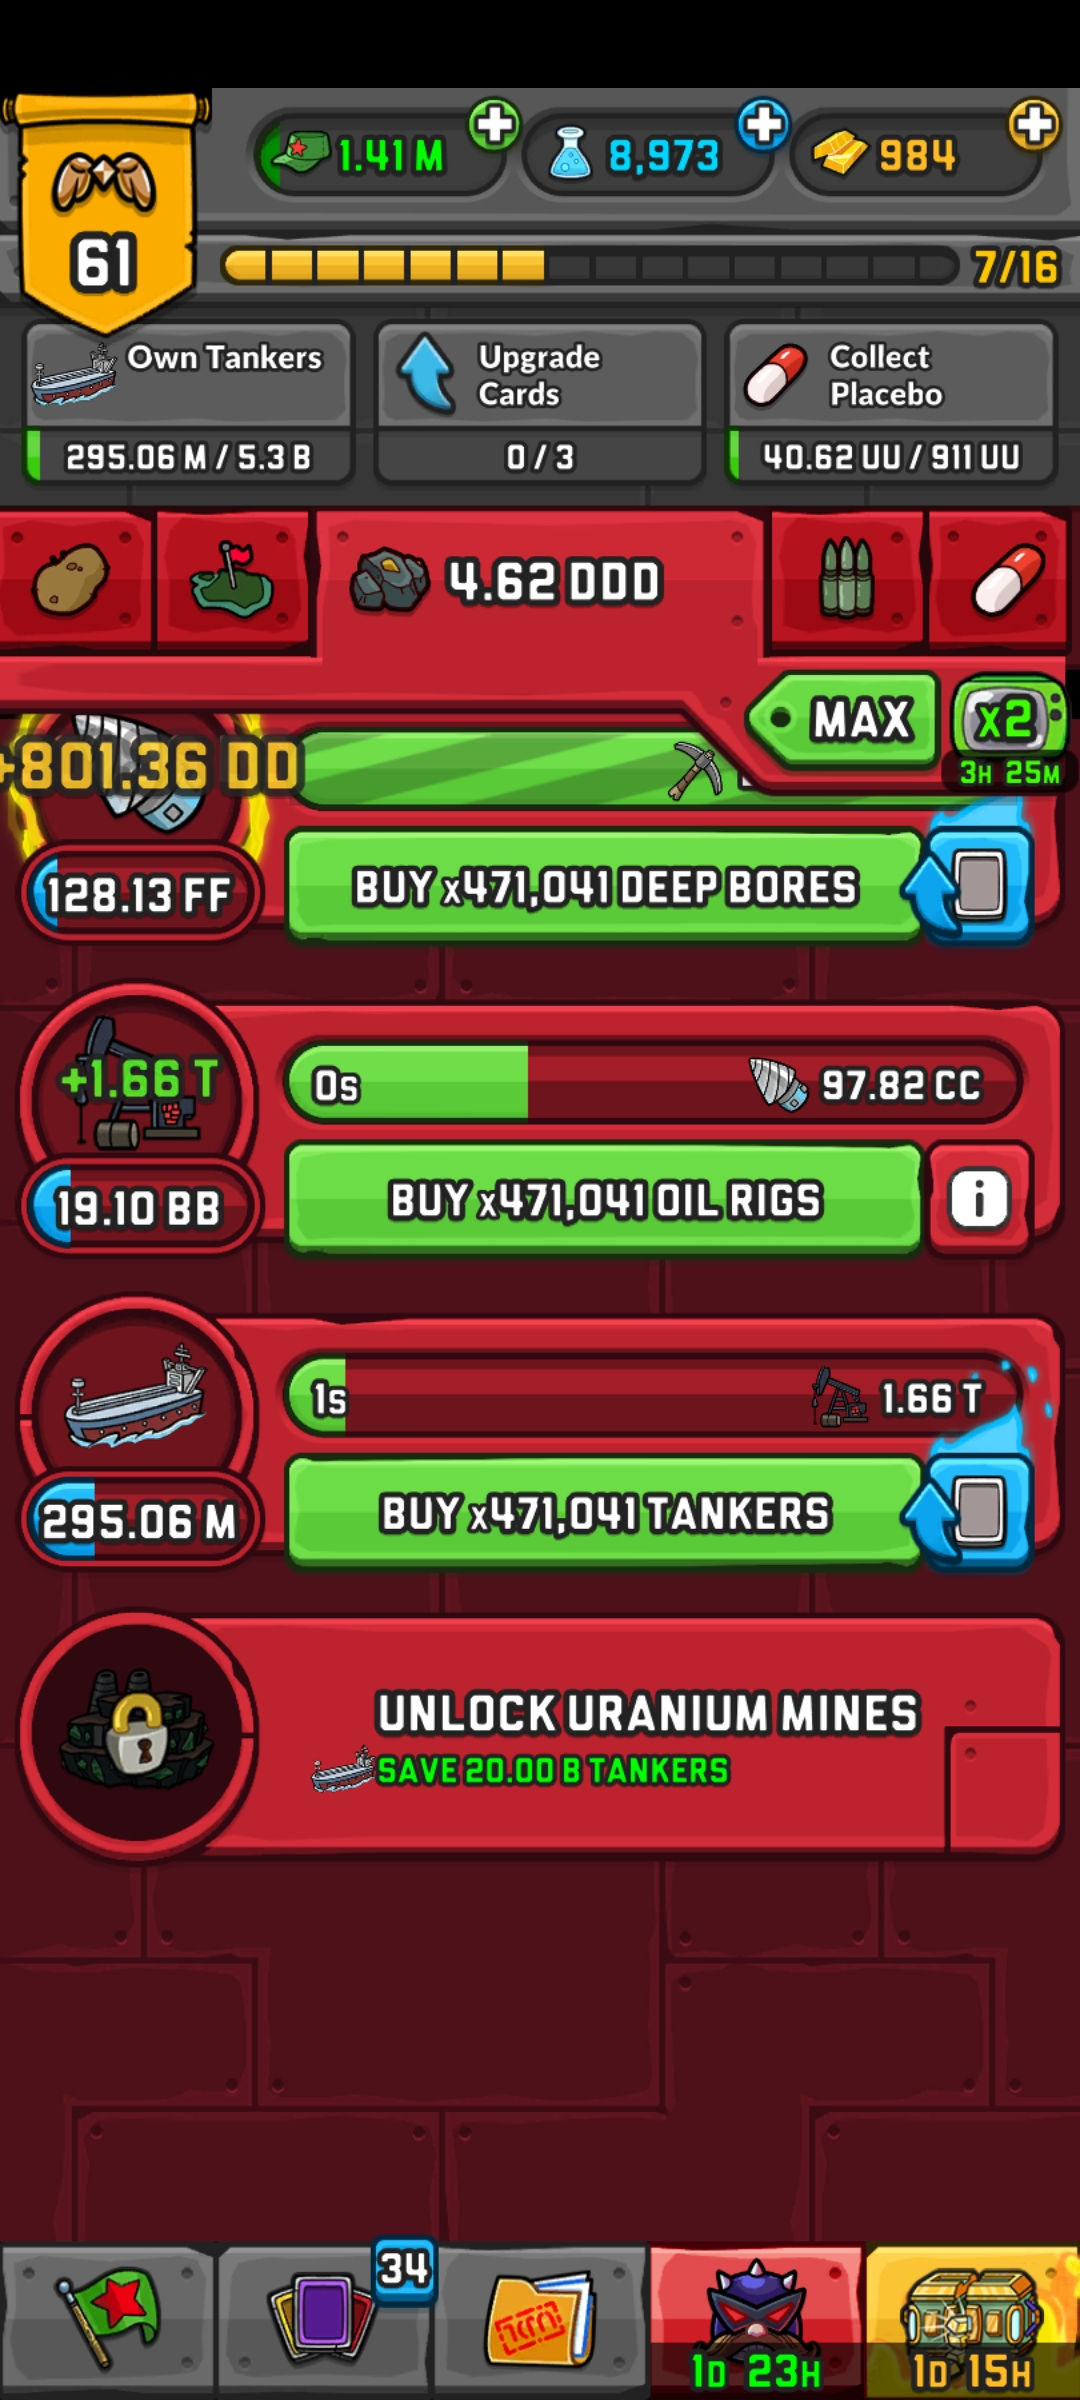 1.41 M
8,973
984
61
7/16
Own Tankers
295.06 M / 5.3 B
Upgrade
Cards
0 / 3
Collect
Placebo
40.62 UU / 911 UU
4.62 DDD
MAX
x2
3H 25M
+801.36 DD
128.13 FF
BUY x471,041 DEEP BORES
+1.66 T
0s
97.82 CC
19.10 BB
BUY x471,041 OIL RIGS
i
1s
1.66 T
295.06 M
BUY x471,041 TANKERS
UNLOCK URANIUM MINES
SAVE 20.00 B TANKERS
34
1D 23H
1D 15H